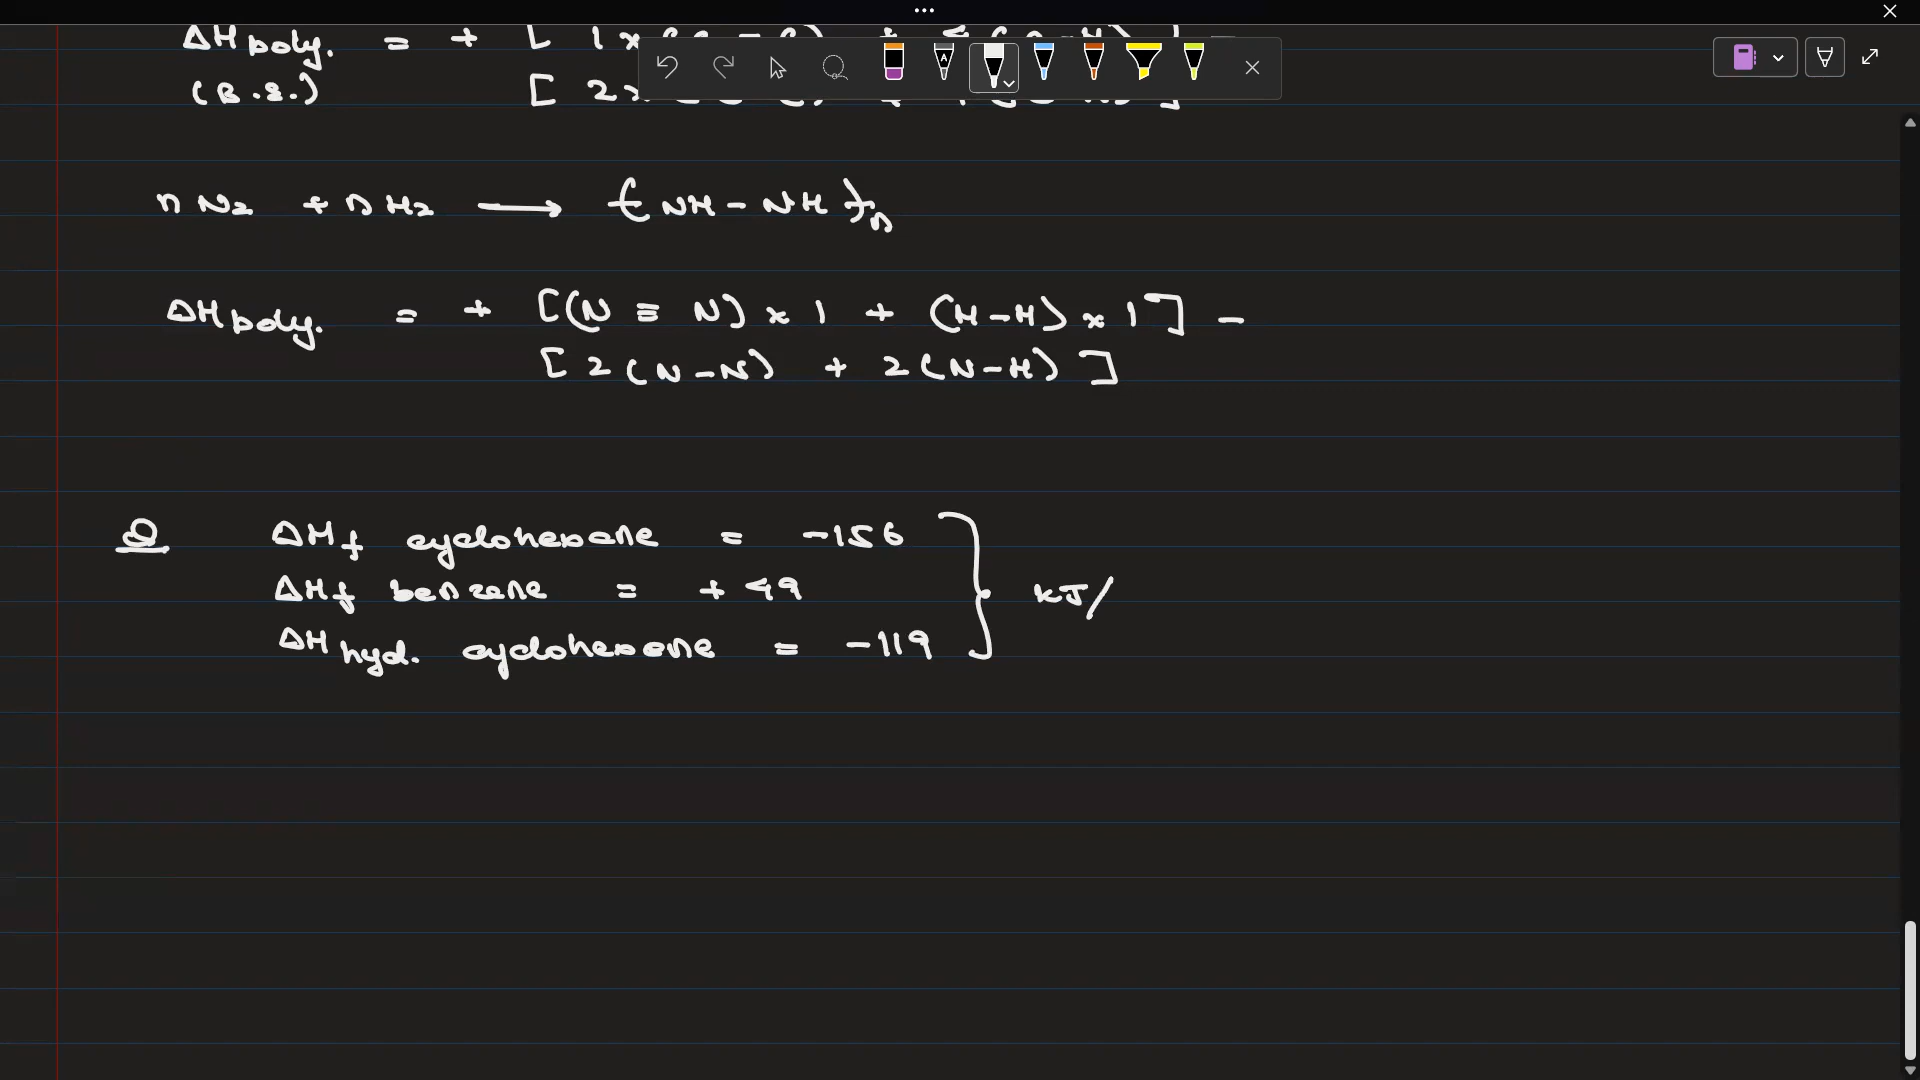 ΔH poly. = + [ 1 x
(B.E.) [ 2x
n N2 + n H2 ⟶ {NH - NH}n
ΔH poly. = + [(N ≡ N) x 1 + (H-H) x 1] -
[ 2 (N-N) + 2 (N-H) ]
Q ΔHf cyclohexane = -156
ΔHf benzene = + 49 kJ/
ΔH hyd. cyclohexene = -119